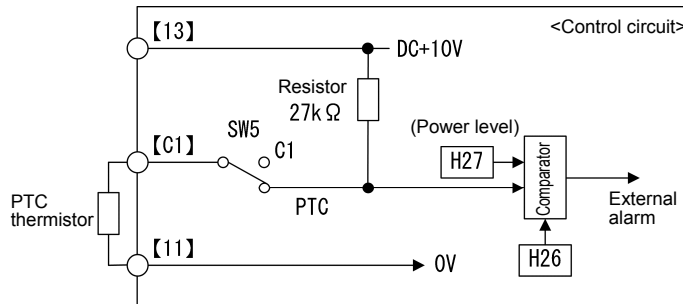 【13】
<Control circuit>
DC+10V
Resistor
27kΩ
SW5
(Power level)
【C1】
C1
H27
Comparator
PTC
thermistor
PTC
External
alarm
【11】
0V
H26